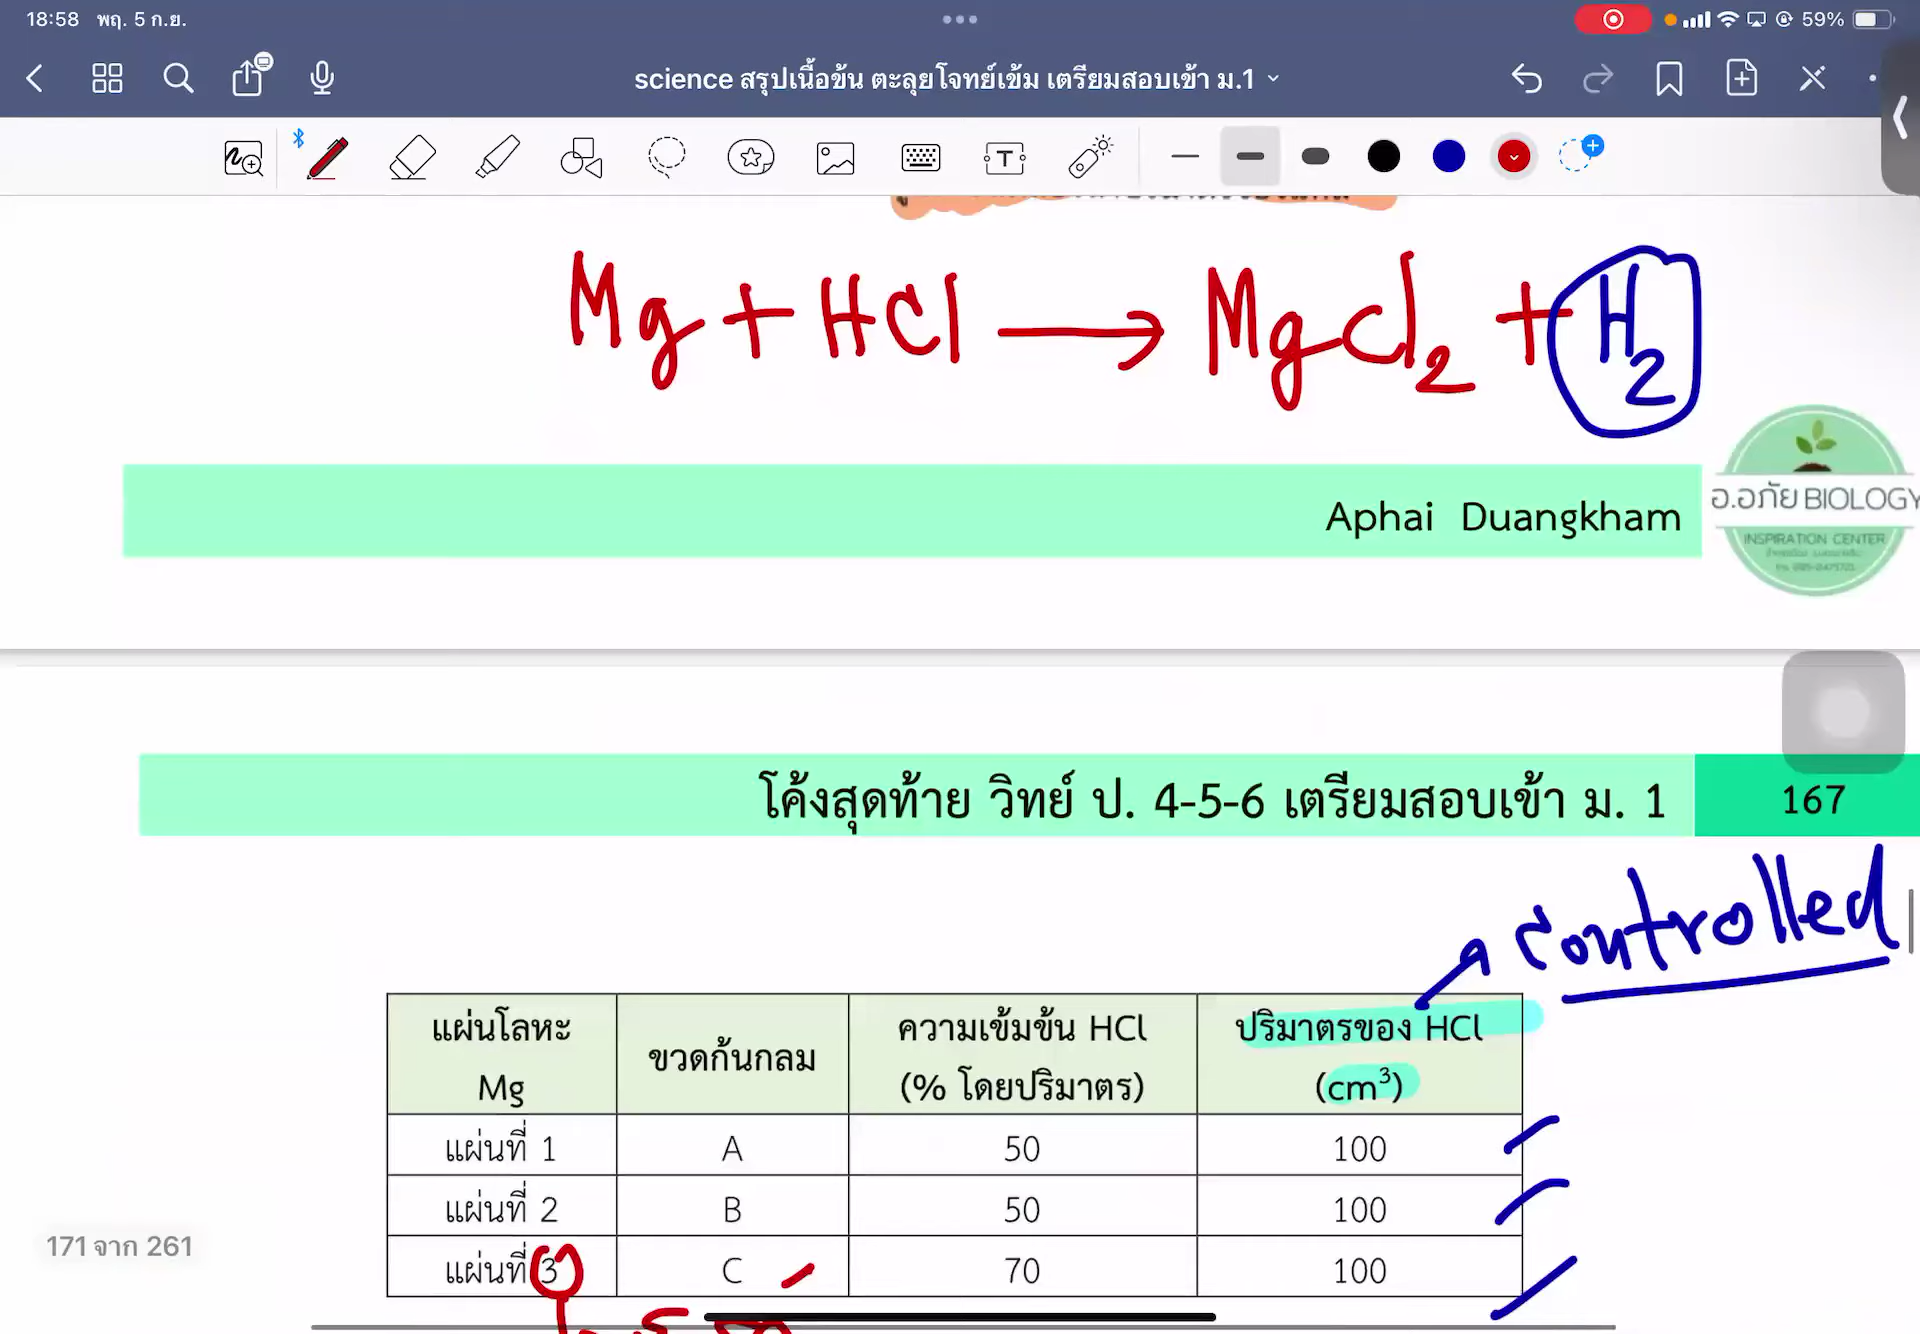 18:58 พฤ. 5 ก.ย.
59%
science สรุปเนื้อข้น ตะลุยโจทย์เข้ม เตรียมสอบเข้า ม.1
Mg + HCl → MgCl2 + H2
Aphai Duangkham
อ.อภัย BIOLOGY
INSPIRATION CENTER
โค้งสุดท้าย วิทย์ ป. 4-5-6 เตรียมสอบเข้า ม. 1
167
controlled
แผ่นโลหะ Mg ขวดก้นกลม ความเข้มข้น HCl (% โดยปริมาตร) ปริมาตรของ HCl (cm³)
แผ่นที่ 1 A 50 100
แผ่นที่ 2 B 50 100
แผ่นที่ 3 C 70 100
171 จาก 261